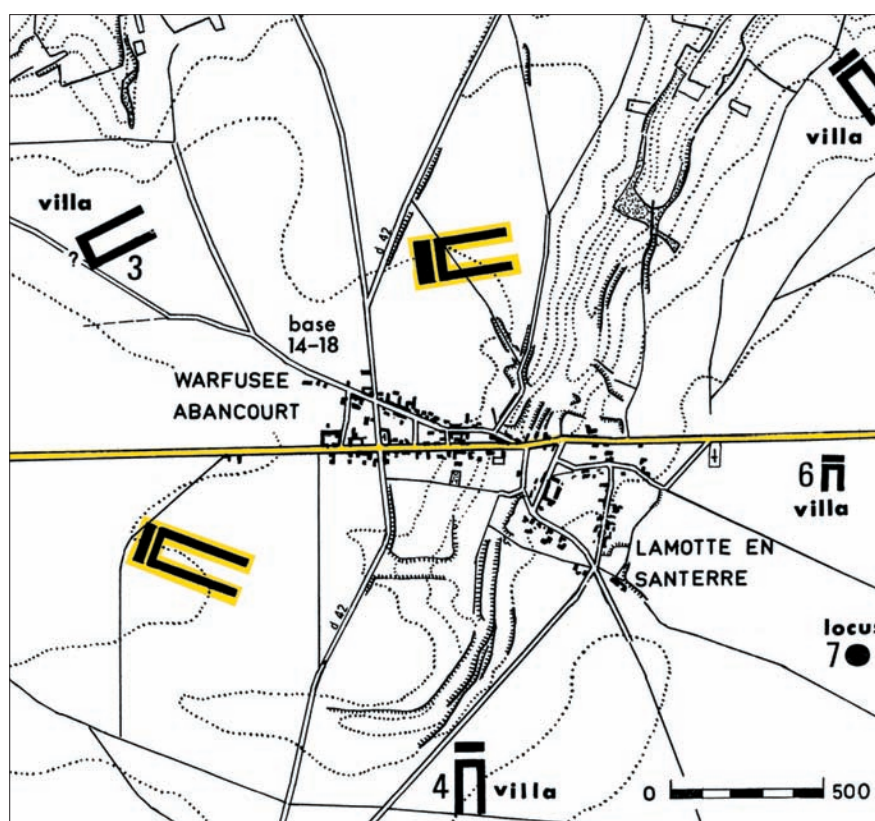 villa
villa
3
?
d 42
base
14-18
WARFUSEE
ABANCOURT
4
6
villa
LAMOTTE EN
SANTERRE
d 42
locus
7
4
villa
0 500